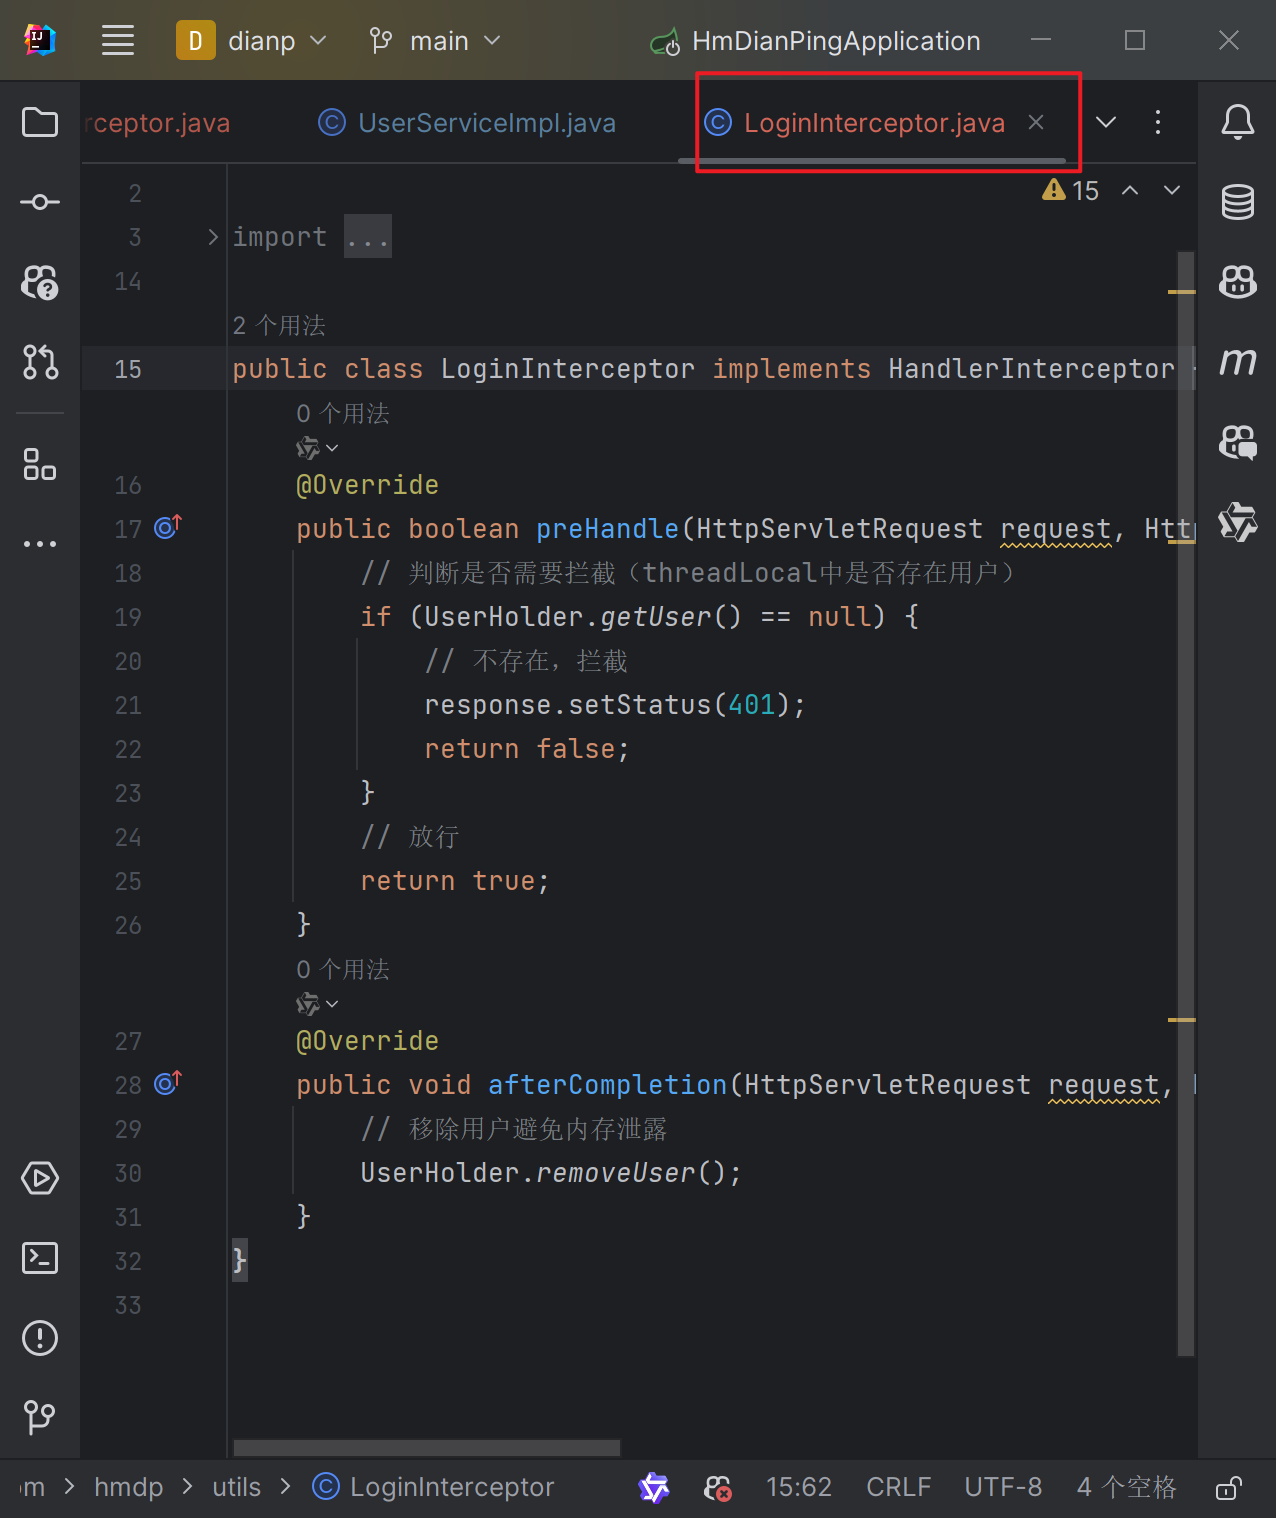 D dianp main HmDianPingApplication
rceptor.java UserServiceImpl.java LoginInterceptor.java
15
2
3 import ...
14
2 个用法
15 public class LoginInterceptor implements HandlerInterceptor
0 个用法
16 @Override
17 public boolean preHandle(HttpServletRequest request, Http
18 // 判断是否需要拦截（threadLocal中是否存在用户）
19 if (UserHolder.getUser() == null) {
20 // 不存在，拦截
21 response.setStatus(401);
22 return false;
23 }
24 // 放行
25 return true;
26 }
0 个用法
27 @Override
28 public void afterCompletion(HttpServletRequest request,
29 // 移除用户避免内存泄露
30 UserHolder.removeUser();
31 }
32 }
33
om > hmdp > utils > LoginInterceptor 15:62 CRLF UTF-8 4 个空格